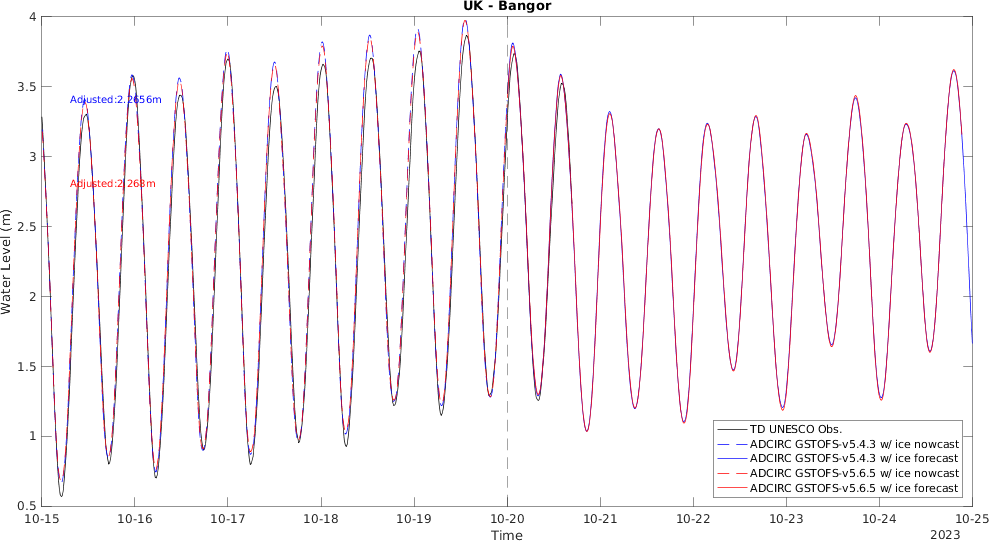 UK - Bangor
4
3.5
3
2.5
2
1.5
1
0.5
Water Level (m)
Adjusted:2.2656m
Adjusted:2.268m
TD UNESCO Obs.
ADCIRC GSTOFS-v5.4.3 w/ ice nowcast
ADCIRC GSTOFS-v5.4.3 w/ ice forecast
ADCIRC GSTOFS-v5.6.5 w/ ice nowcast
ADCIRC GSTOFS-v5.6.5 w/ ice forecast
10-15 10-16 10-17 10-18 10-19 10-20 10-21 10-22 10-23 10-24 10-25
Time
2023